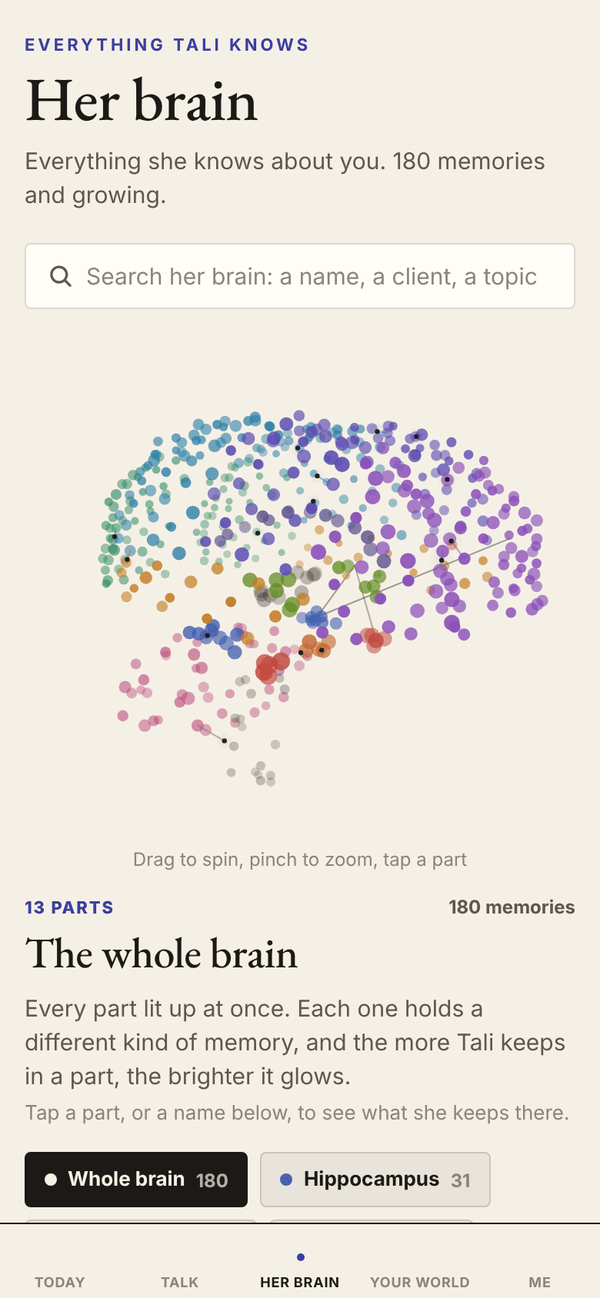 EVERYTHING TALI KNOWS
Her brain
Everything she knows about you. 180 memories
and growing.
Search her brain: a name, a client, a topic
Drag to spin, pinch to zoom, tap a part
13 PARTS
180 memories
The whole brain
Every part lit up at once. Each one holds a
different kind of memory, and the more Tali keeps
in a part, the brighter it glows.
Tap a part, or a name below, to see what she keeps there.
Whole brain 180
Hippocampus 31
TODAY
TALK
HER BRAIN
YOUR WORLD
ME